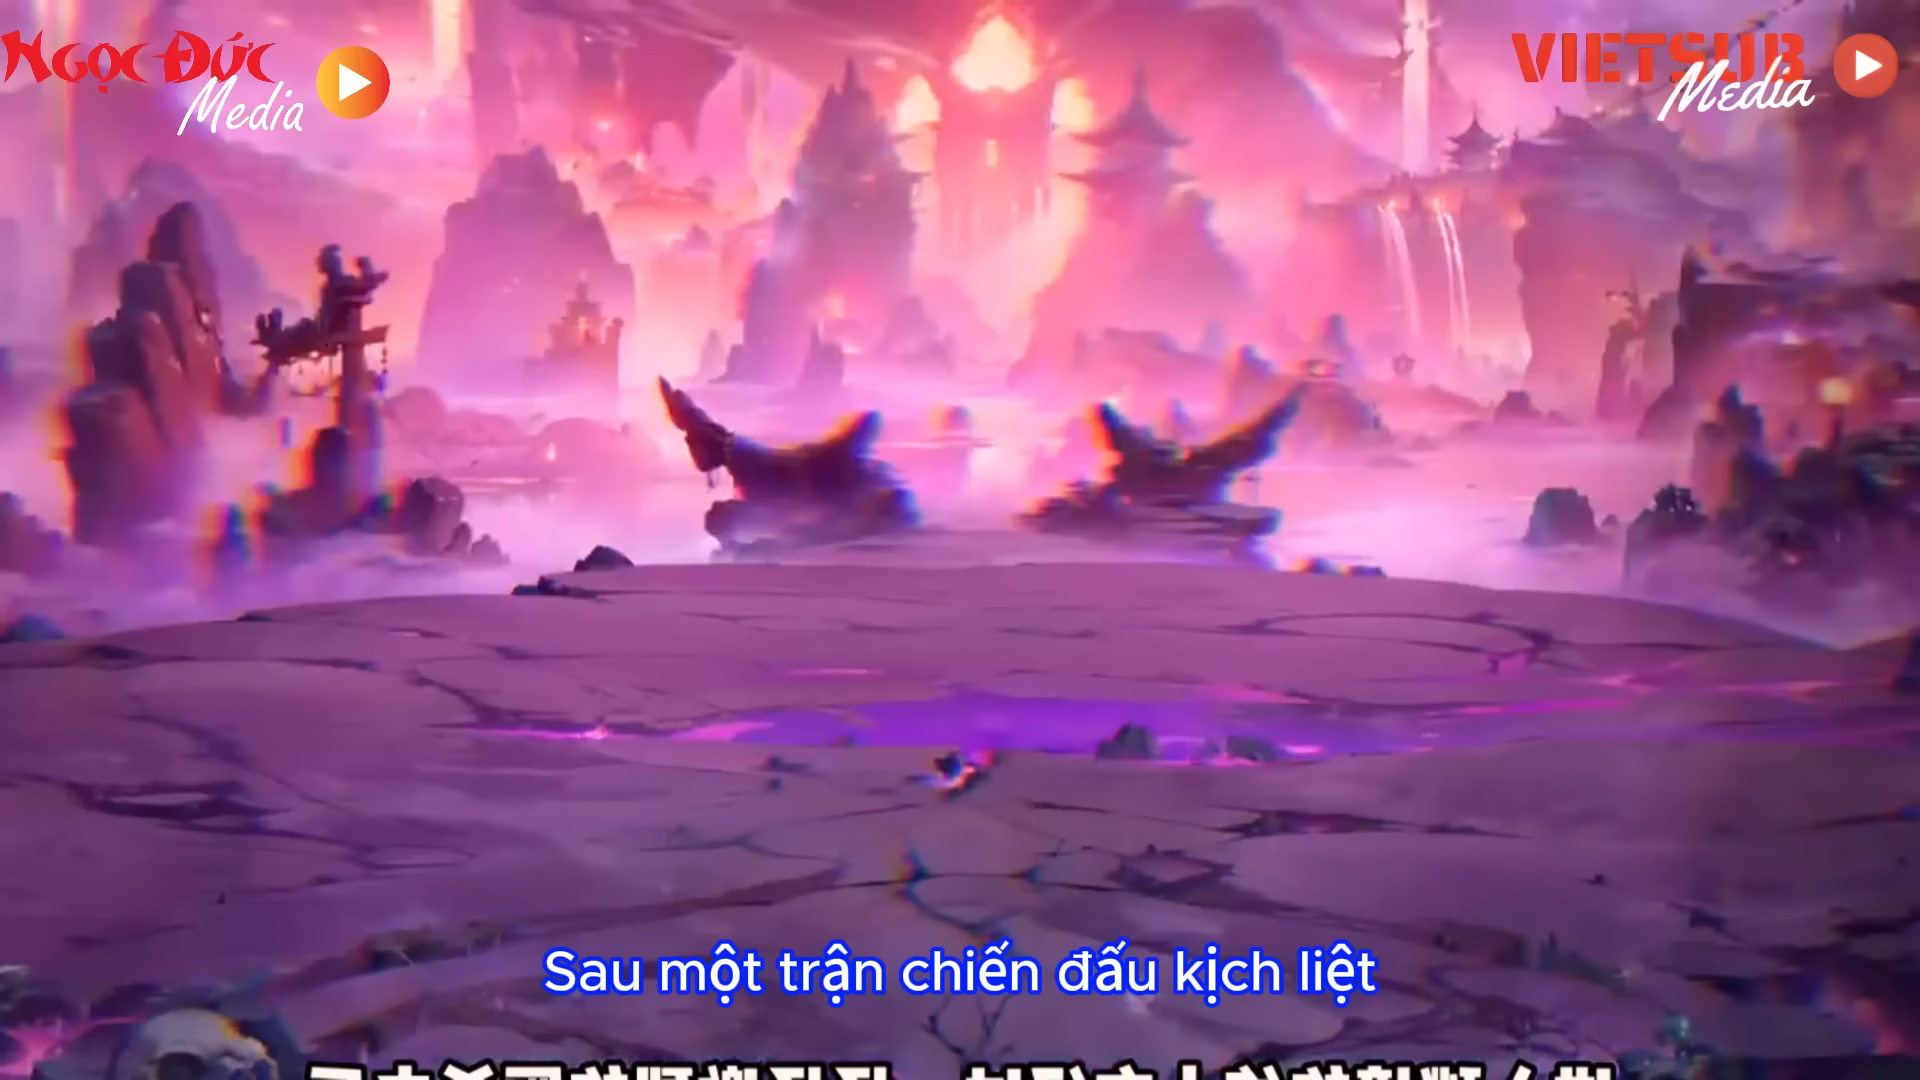 NGỌC ĐỨC
Media
VIETSUB
Media
Sau một trận chiến đấu kịch liệt